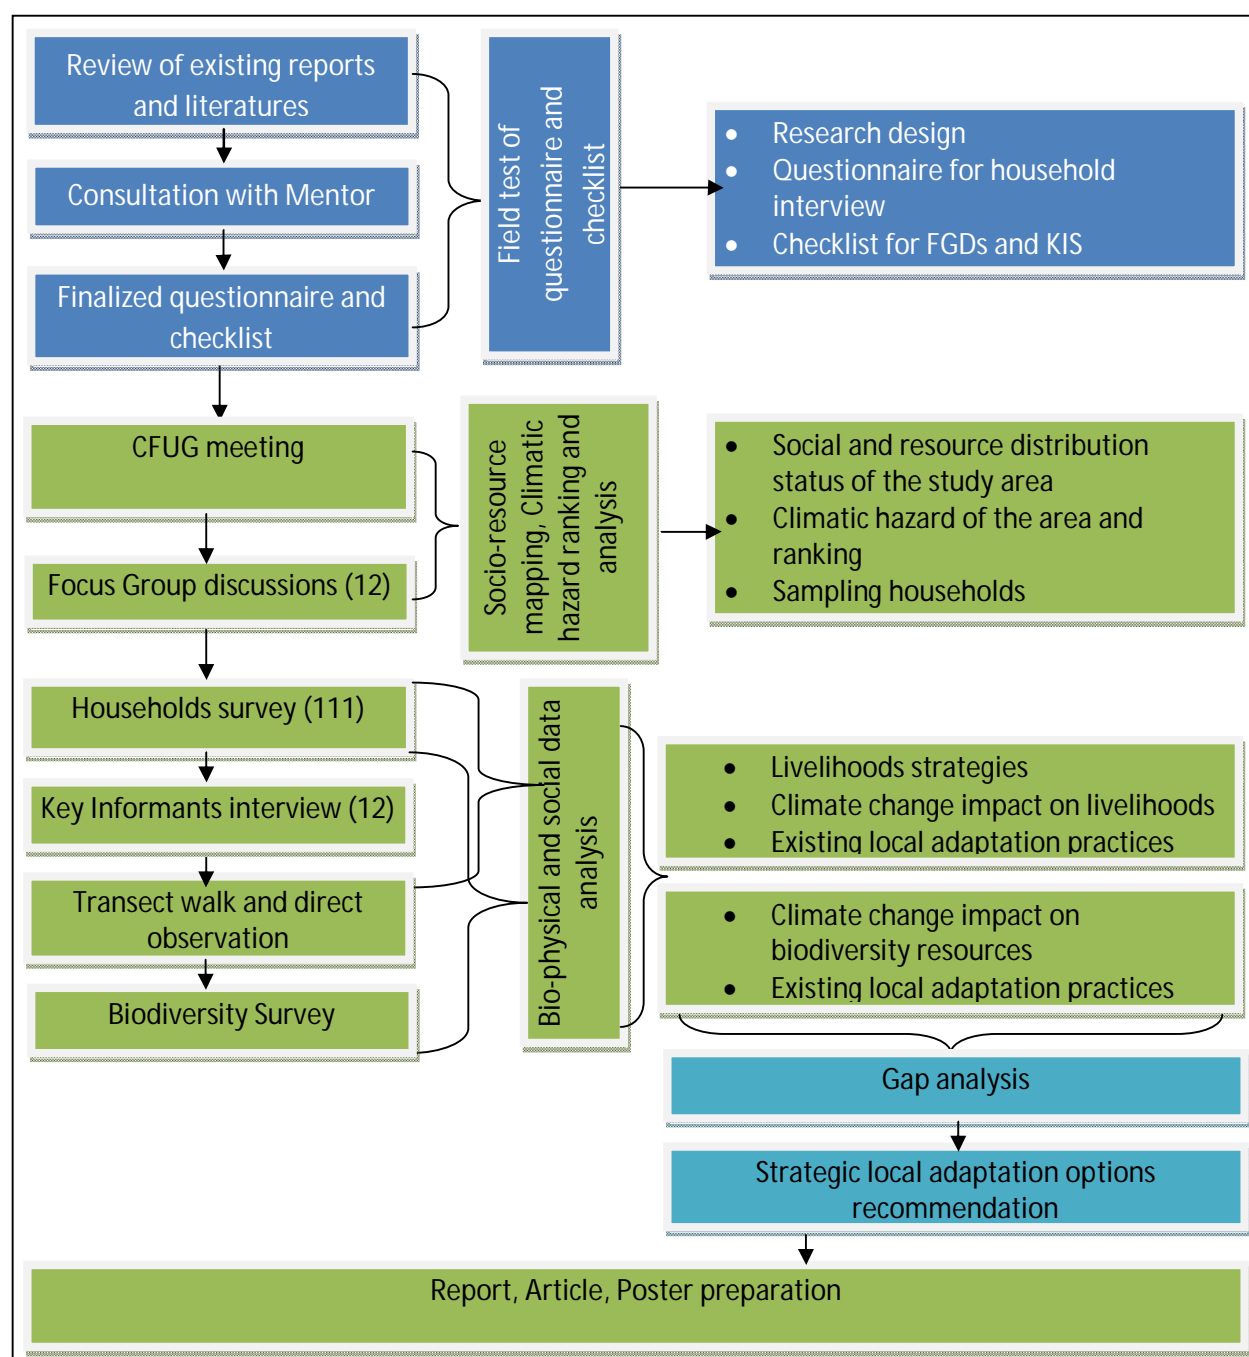 Review of existing reports
and literatures
Consultation with Mentor
Finalized questionnaire and
checklist
Field test of
questionnaire and
checklist
• Research design
• Questionnaire for household
interview
• Checklist for FGDs and KIS
CFUG meeting
Focus Group discussions (12)
Socio-resource
mapping, Climatic
hazard ranking and
analysis
• Social and resource distribution
status of the study area
• Climatic hazard of the area and
ranking
• Sampling households
Households survey (111)
Key Informants interview (12)
Transect walk and direct
observation
Biodiversity Survey
Bio-physical and social data
analysis
• Livelihoods strategies
• Climate change impact on livelihoods
• Existing local adaptation practices
• Climate change impact on
biodiversity resources
• Existing local adaptation practices
Gap analysis
Strategic local adaptation options
recommendation
Report, Article, Poster preparation